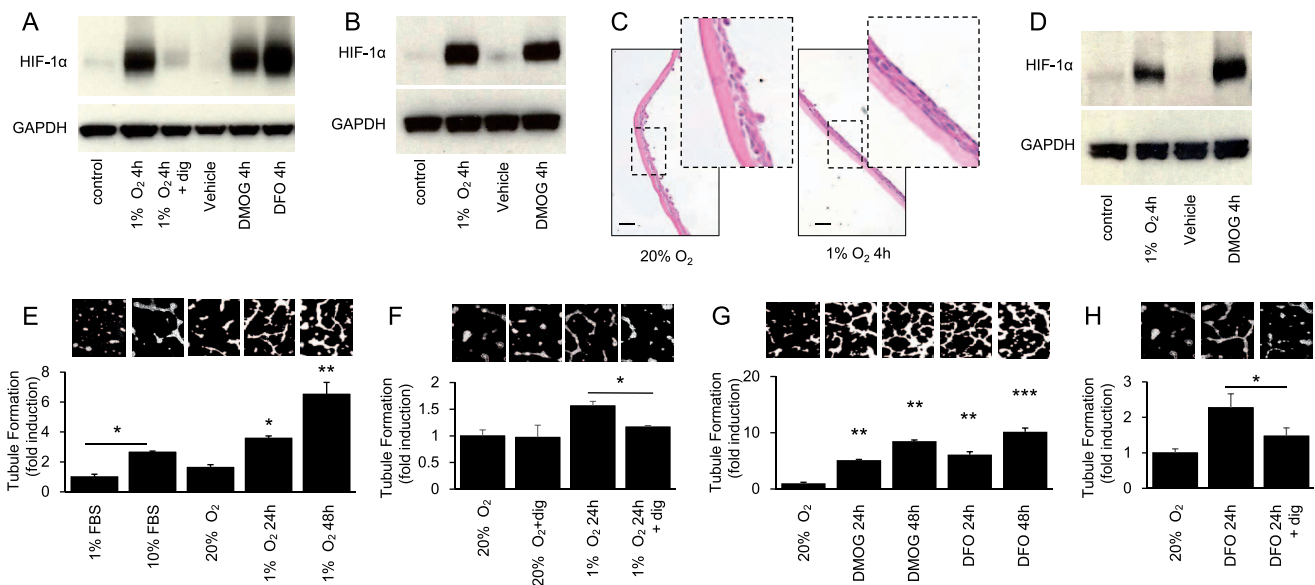 A
HIF-1α
GAPDH
control
1% O₂ 4h
1% O₂ 4h
+ dig
Vehicle
DMOG 4h
DFO 4h
B
HIF-1α
GAPDH
control
1% O₂ 4h
Vehicle
DMOG 4h
C
20% O₂
1% O₂ 4h
D
HIF-1α
GAPDH
control
1% O₂ 4h
Vehicle
DMOG 4h
E
Tubule Formation
(fold induction)
8
6
4
2
0
*
*
**
1% FBS
10% FBS
20% O₂
1% O₂ 24h
1% O₂ 48h
F
Tubule Formation
(fold induction)
2
1.5
1
0.5
0
*
20% O₂
20% O₂+dig
1% O₂ 24h
1% O₂ 24h
+ dig
G
Tubule Formation
(fold induction)
20
10
0
**
**
**
***
20% O₂
DMOG 24h
DMOG 48h
DFO 24h
DFO 48h
H
Tubule Formation
(fold induction)
3
2
1
0
*
20% O₂
DFO 24h
DFO 24h
+ dig